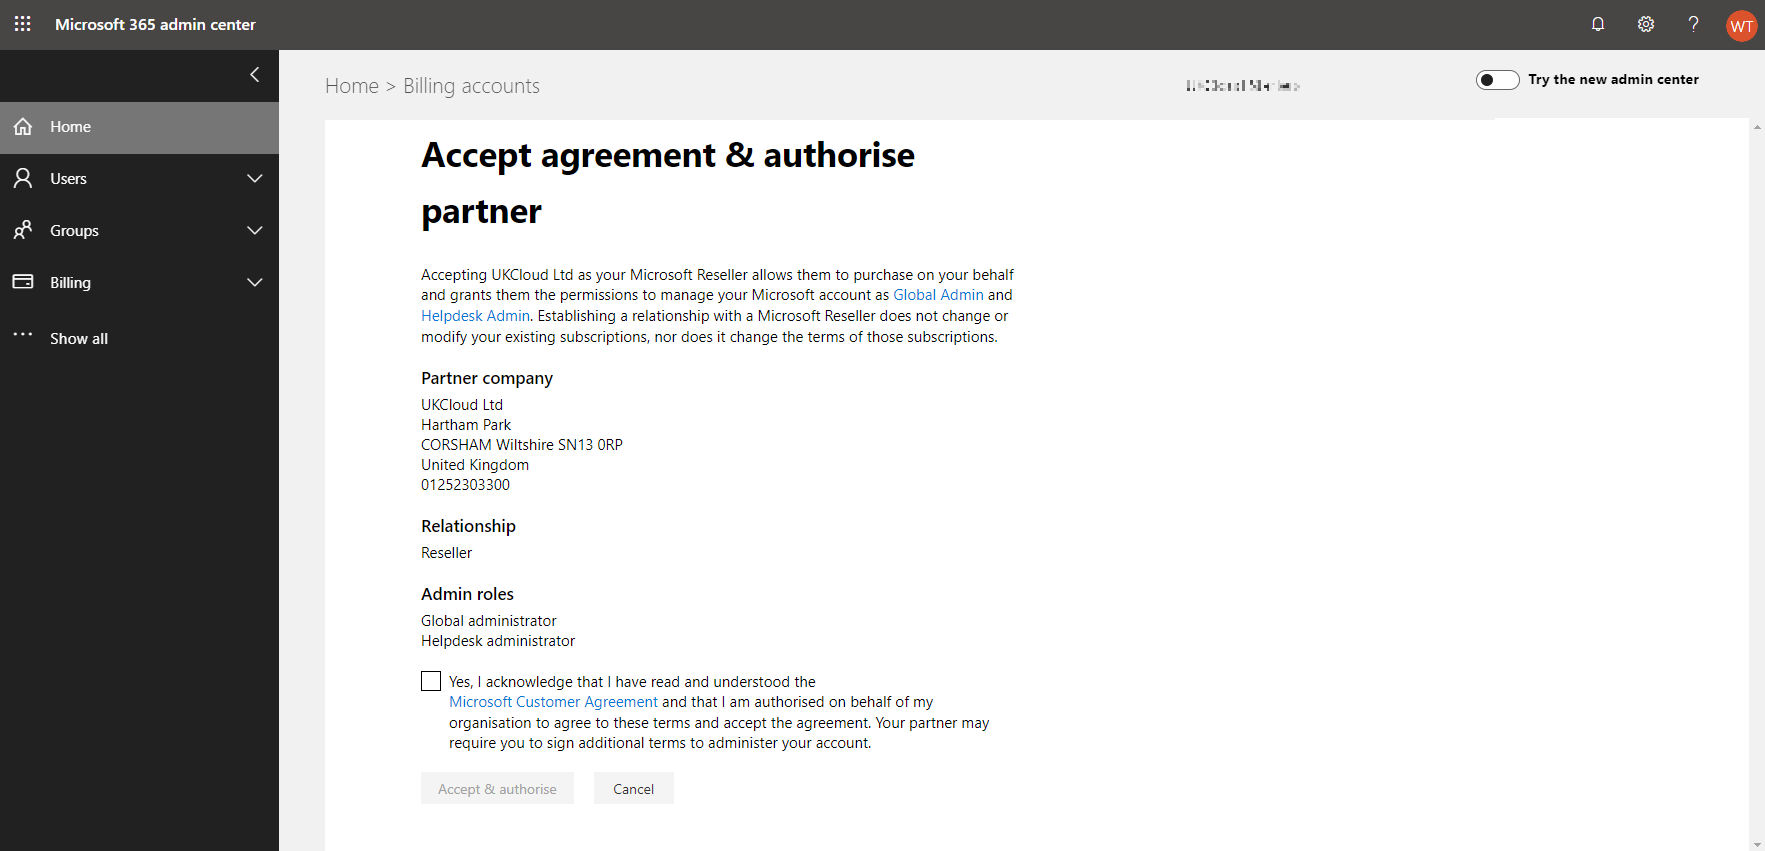 Microsoft 365 admin center
WT
Home > Billing accounts
Try the new admin center
Home
Users
Groups
Billing
Show all
Accept agreement & authorise
partner
Accepting UKCloud Ltd as your Microsoft Reseller allows them to purchase on your behalf
and grants them the permissions to manage your Microsoft account as Global Admin and
Helpdesk Admin. Establishing a relationship with a Microsoft Reseller does not change or
modify your existing subscriptions, nor does it change the terms of those subscriptions.
Partner company
UKCloud Ltd
Hartham Park
CORSHAM Wiltshire SN13 0RP
United Kingdom
01252303300
Relationship
Reseller
Admin roles
Global administrator
Helpdesk administrator
Yes, I acknowledge that I have read and understood the
Microsoft Customer Agreement and that I am authorised on behalf of my
organisation to agree to these terms and accept the agreement. Your partner may
require you to sign additional terms to administer your account.
Accept & authorise
Cancel